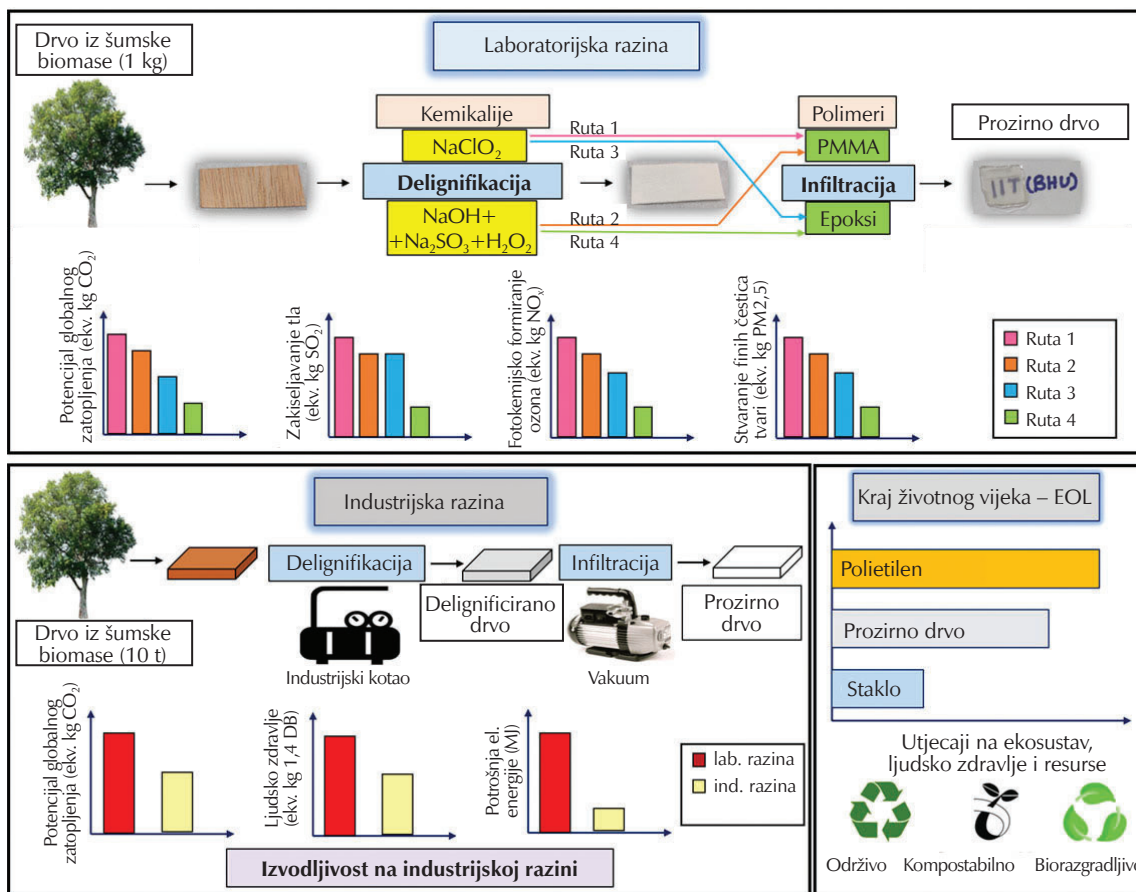 Drvo iz šumske
biomase (1 kg)
Laboratorijska razina
Kemikalije
NaClO₂
Delignifikacija
NaOH+
+Na₂SO₃+H₂O₂
Ruta 1
Ruta 3
Ruta 2
Ruta 4
Polimeri
PMMA
Infiltracija
Epoksi
Prozirno drvo
IIT (BHU)
Potencijal globalnog
zatopljenja (ekv. kg CO₂)
Zakiseljavanje tla
(ekv. kg SO₂)
Fotokemijsko formiranje
ozona (ekv. kg NOₓ)
Stvaranje finih čestica
tvari (ekv. kg PM2,5)
Ruta 1
Ruta 2
Ruta 3
Ruta 4
Industrijska razina
Drvo iz šumske
biomase (10 t)
Delignifikacija
Industrijski kotao
Delignificirano
drvo
Infiltracija
Vakuum
Prozirno
drvo
Potencijal globalnog
zatopljenja (ekv. kg CO₂)
Ljudsko zdravlje
(ekv. kg 1,4 DB)
Potrošnja el.
energije (MJ)
lab. razina
ind. razina
Izvodljivost na industrijskoj razini
Kraj životnog vijeka – EOL
Polietilen
Prozirno drvo
Staklo
Utjecaji na ekosustav,
ljudsko zdravlje i resurse
Održivo
Kompostabilno
Biorazgradljivo